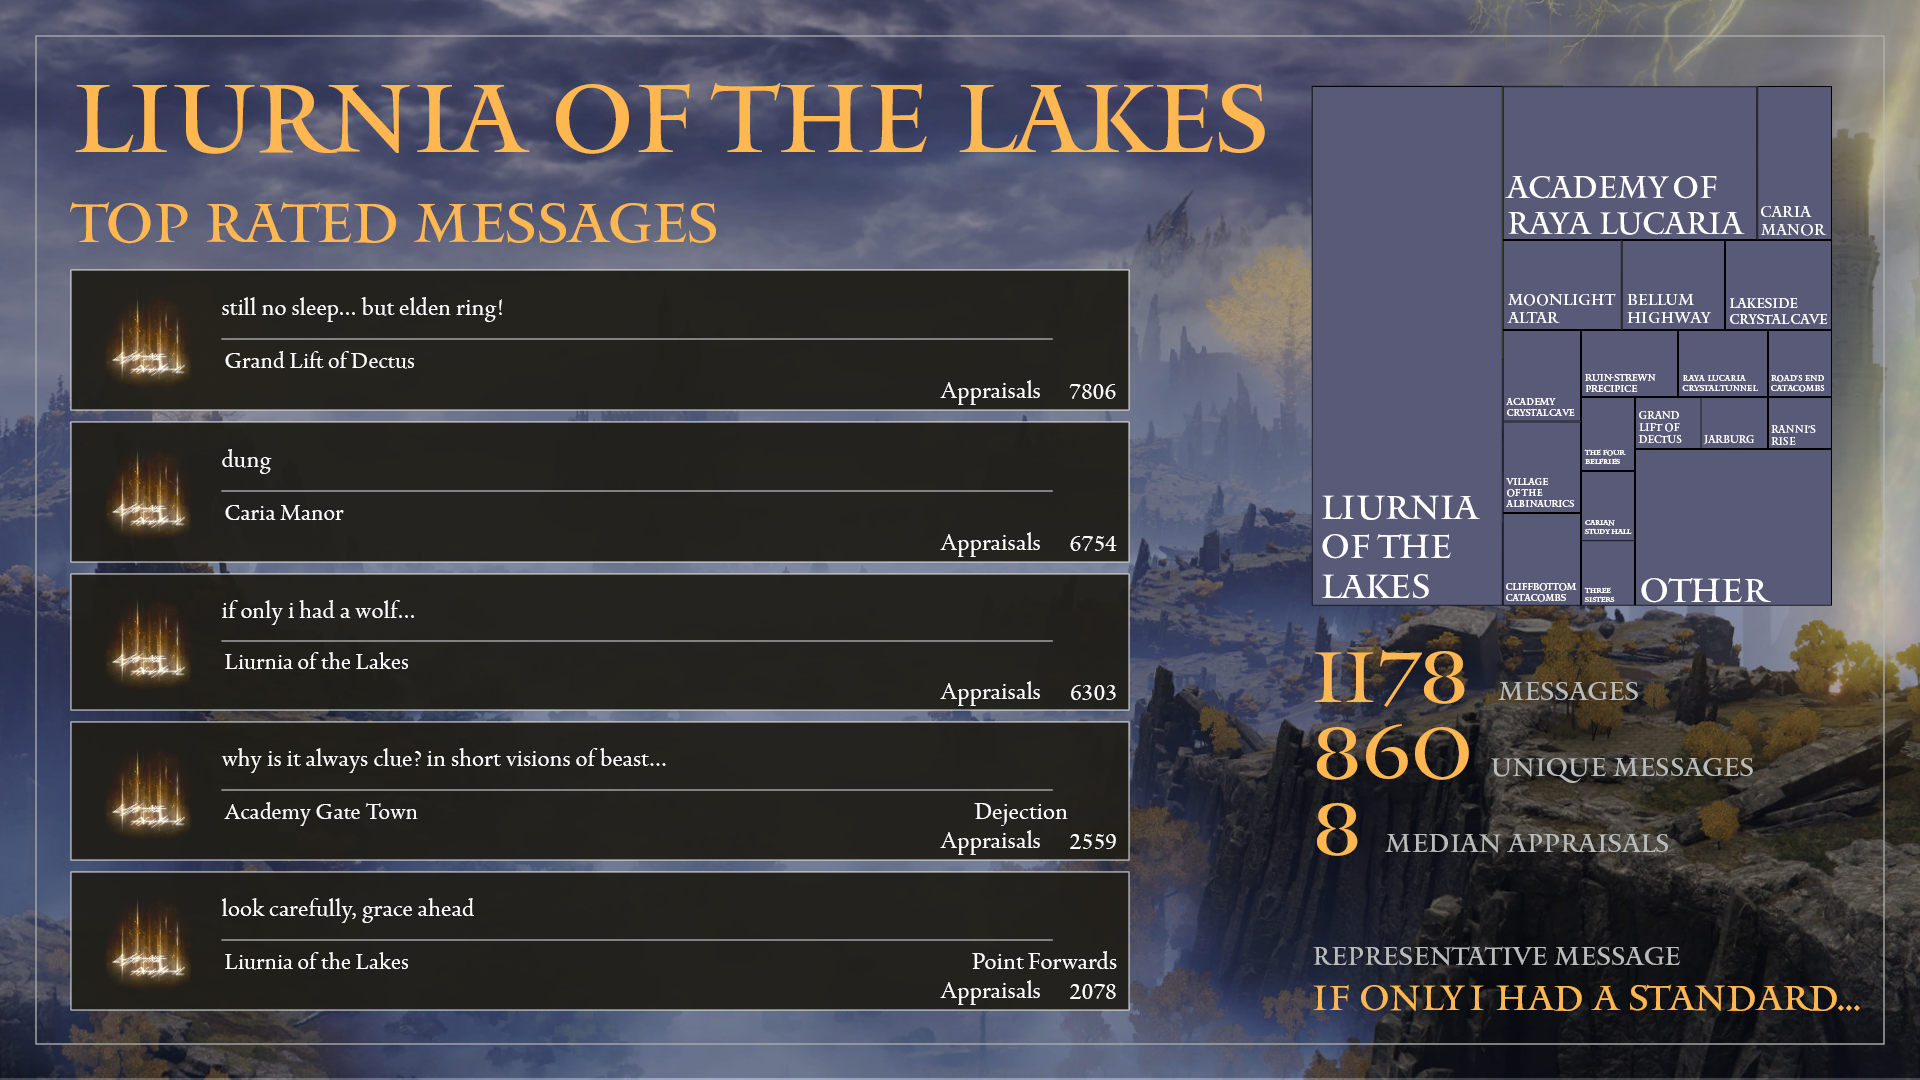 LIURNIA OF THE LAKES
TOP RATED MESSAGES
still no sleep... but elden ring!
Grand Lift of Dectus
Appraisals 7806
dung
Caria Manor
Appraisals 6754
if only i had a wolf...
Liurnia of the Lakes
Appraisals 6303
why is it always clue? in short visions of beast...
Academy Gate Town
Dejection
Appraisals 2559
look carefully, grace ahead
Liurnia of the Lakes
Point Forwards
Appraisals 2078
LIURNIA
OF THE
LAKES
ACADEMY OF
RAYA LUCARIA
CARIA
MANOR
MOONLIGHT
ALTAR
BELLUM
HIGHWAY
LAKESIDE
CRYSTAL CAVE
ACADEMY
CRYSTAL CAVE
RUIN-STREWN
PRECIPICE
RAYA LUCARIA
CRYSTAL TUNNEL
ROAD'S END
CATACOMBS
THE FOUR
BELFRIES
GRAND
LIFT OF
DECTUS
JARBURG
RANNI'S
RISE
VILLAGE
OF THE
ALBINAURICS
CARIAN
STUDY HALL
CLIFFBOTTOM
CATACOMBS
THREE
SISTERS
OTHER
1178 MESSAGES
860 UNIQUE MESSAGES
8 MEDIAN APPRAISALS
REPRESENTATIVE MESSAGE
IF ONLY I HAD A STANDARD...